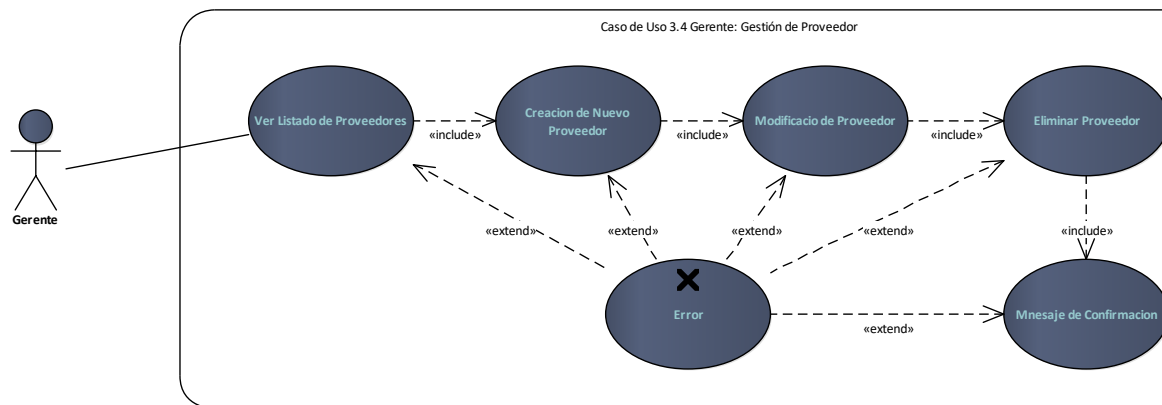 Caso de Uso 3.4 Gerente: Gestión de Proveedor
Ver Listado de Proveedores
«include»
Creacion de Nuevo
Proveedor
«include»
Modificacio de Proveedor
«include»
Eliminar Proveedor
Gerente
«extend»
«extend»
«extend»
«extend»
«include»
Error
«extend»
Mnesaje de Confirmacion